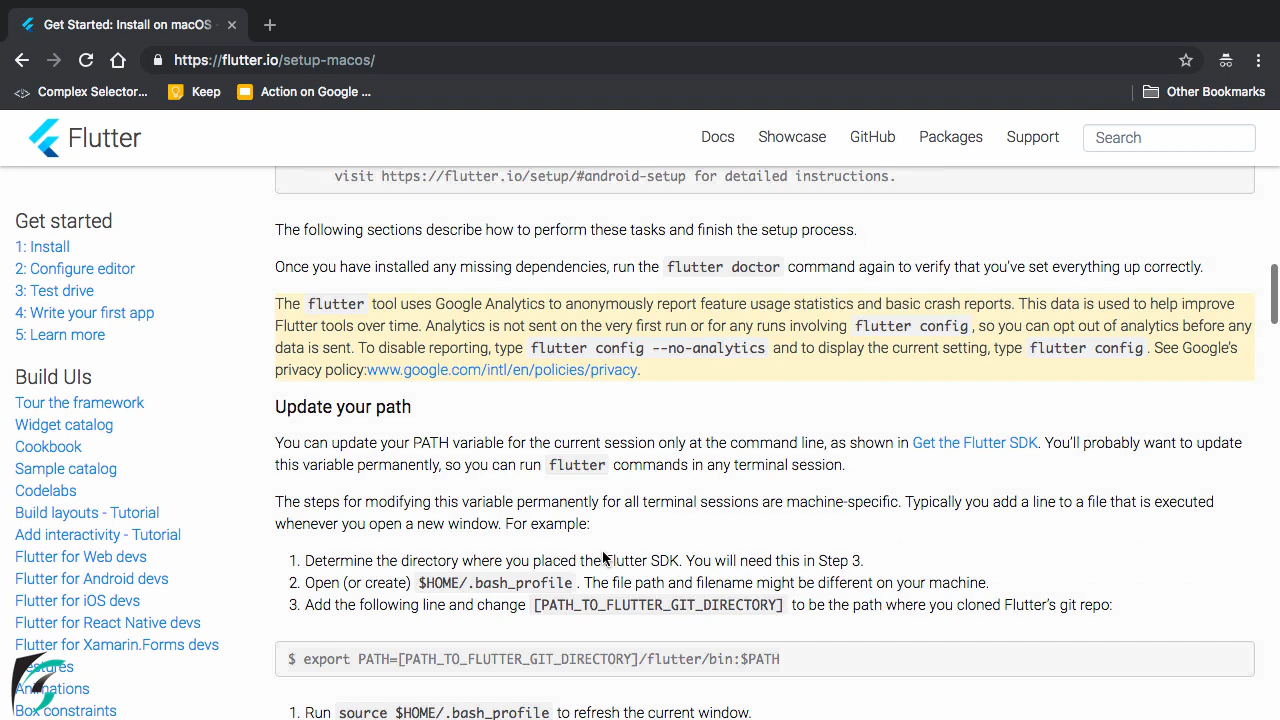 Get Started: Install on macOS
https://flutter.io/setup-macos/
Complex Selector... Keep Action on Google ... Other Bookmarks
Flutter Docs Showcase GitHub Packages Support Search
visit https://flutter.io/setup/#android-setup for detailed instructions.
Get started
1: Install
2: Configure editor
3: Test drive
4: Write your first app
5: Learn more
Build UIs
Tour the framework
Widget catalog
Cookbook
Sample catalog
Codelabs
Build layouts - Tutorial
Add interactivity - Tutorial
Flutter for Web devs
Flutter for Android devs
Flutter for iOS devs
Flutter for React Native devs
Flutter for Xamarin.Forms devs
Animations
Box constraints
The following sections describe how to perform these tasks and finish the setup process.
Once you have installed any missing dependencies, run the flutter doctor command again to verify that you've set everything up correctly.
The flutter tool uses Google Analytics to anonymously report feature usage statistics and basic crash reports. This data is used to help improve
Flutter tools over time. Analytics is not sent on the very first run or for any runs involving flutter config, so you can opt out of analytics before any
data is sent. To disable reporting, type flutter config --no-analytics and to display the current setting, type flutter config. See Google's
privacy policy:www.google.com/intl/en/policies/privacy.
Update your path
You can update your PATH variable for the current session only at the command line, as shown in Get the Flutter SDK. You'll probably want to update
this variable permanently, so you can run flutter commands in any terminal session.
The steps for modifying this variable permanently for all terminal sessions are machine-specific. Typically you add a line to a file that is executed
whenever you open a new window. For example:
1. Determine the directory where you placed the Flutter SDK. You will need this in Step 3.
2. Open (or create) $HOME/.bash_profile. The file path and filename might be different on your machine.
3. Add the following line and change [PATH_TO_FLUTTER_GIT_DIRECTORY] to be the path where you cloned Flutter's git repo:
$ export PATH=[PATH_TO_FLUTTER_GIT_DIRECTORY]/flutter/bin:$PATH
1. Run source $HOME/.bash_profile to refresh the current window.